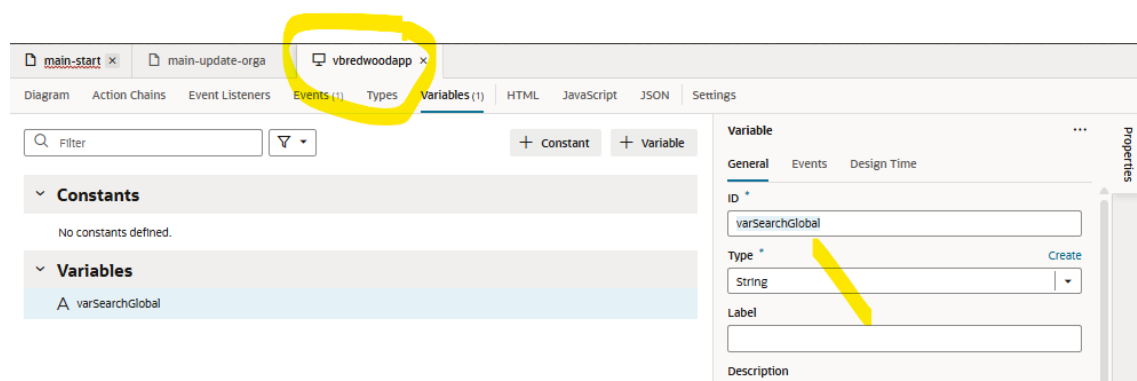 main-start ×
main-update-orga
vbredwoodapp ×
Diagram Action Chains Event Listeners Events (1) Types Variables (1) HTML JavaScript JSON Settings
Filter
+ Constant + Variable
Constants
No constants defined.
Variables
A varSearchGlobal
Variable ...
General Events Design Time
ID *
varSearchGlobal
Type * Create
String
Label
Description
Properties